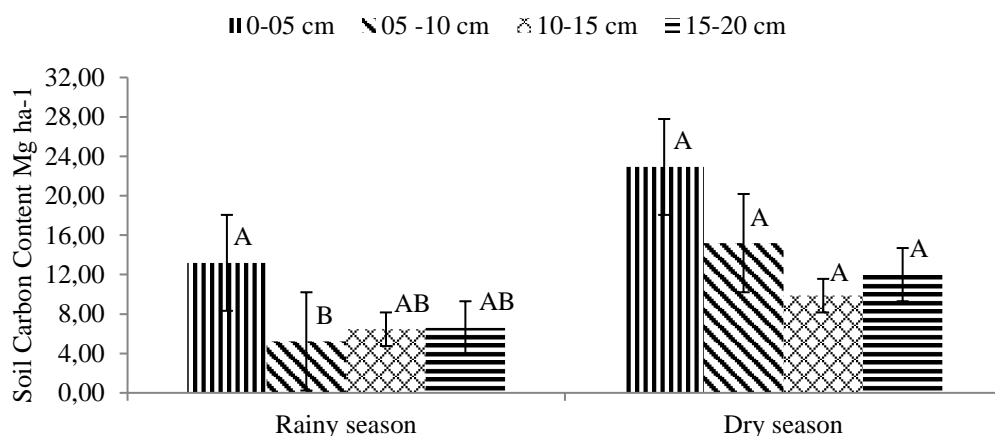 0-05 cm 05 -10 cm 10-15 cm 15-20 cm
Soil Carbon Content Mg ha-1
32,00
28,00
24,00
20,00
16,00
12,00
8,00
4,00
0,00
A
B
AB
AB
A
A
A
A
Rainy season
Dry season